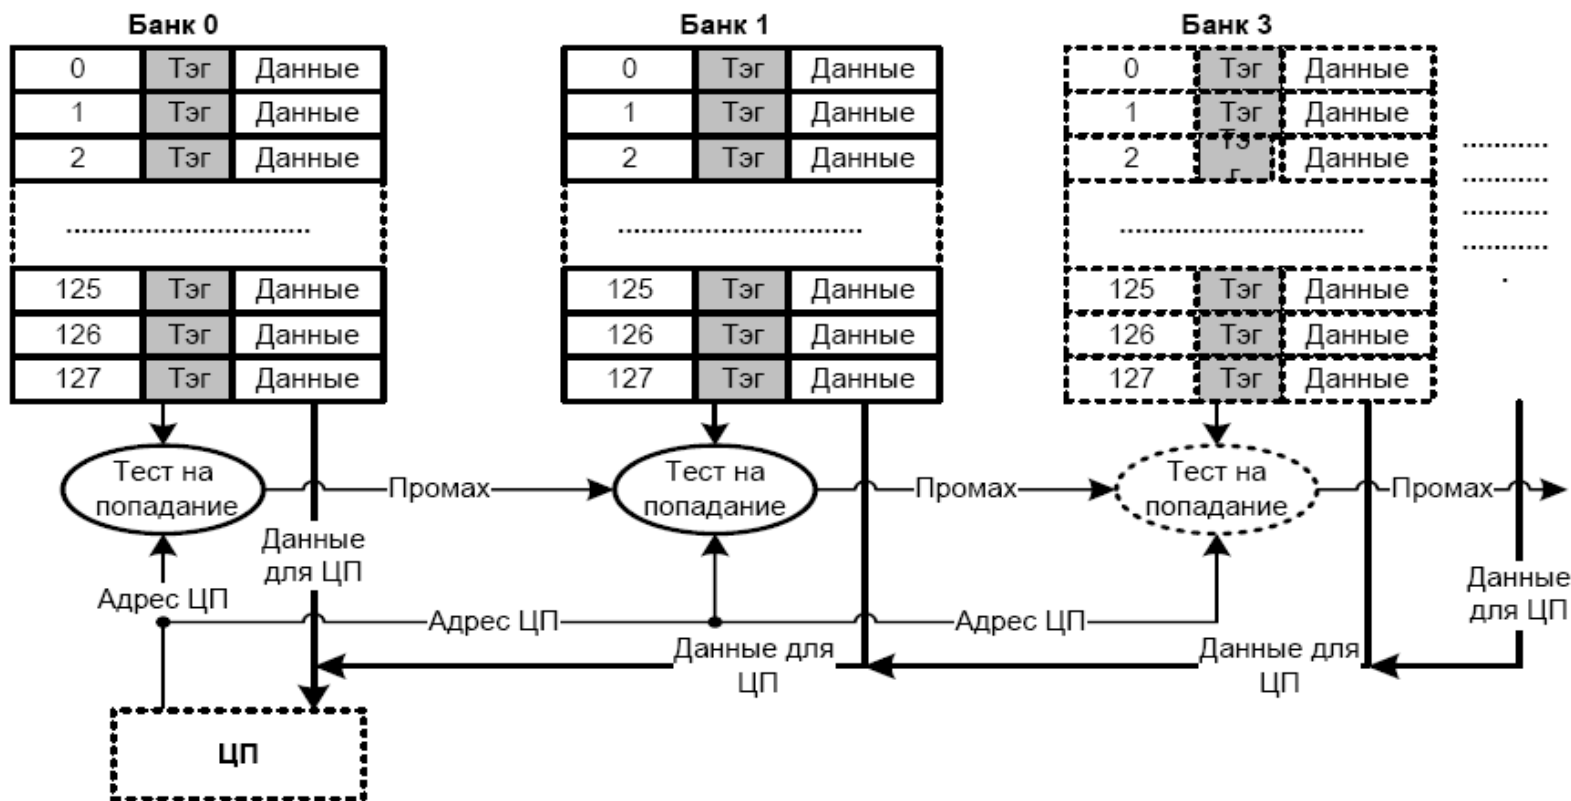 Банк 0
Банк 1
Банк 3
0 Тэг Данные
0 Тэг Данные
0 Тэг Данные
1 Тэг Данные
1 Тэг Данные
1 Тэг Данные
2 Тэг Данные
2 Тэг Данные
2 Тэг Данные
..............................
..............................
..............................
...........
...........
...........
...........
.
125 Тэг Данные
125 Тэг Данные
125 Тэг Данные
126 Тэг Данные
126 Тэг Данные
126 Тэг Данные
127 Тэг Данные
127 Тэг Данные
127 Тэг Данные
Тест на
попадание
Промах
Тест на
попадание
Промах
Тест на
попадание
Промах
Данные
для ЦП
Адрес ЦП
Адрес ЦП
Адрес ЦП
Данные
для ЦП
Данные для
ЦП
Данные для
ЦП
ЦП